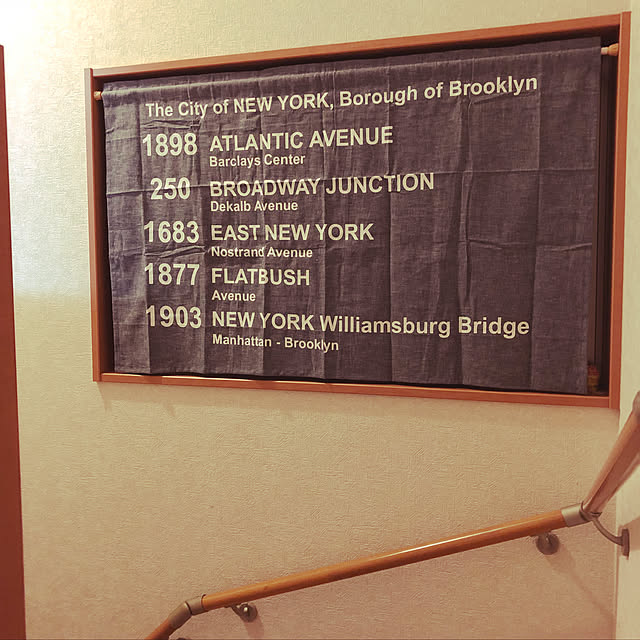 The City of NEW YORK, Borough of Brooklyn
1898 ATLANTIC AVENUE
Barclays Center
250 BROADWAY JUNCTION
Dekalb Avenue
1683 EAST NEW YORK
Nostrand Avenue
1877 FLATBUSH
Avenue
1903 NEW YORK Williamsburg Bridge
Manhattan - Brooklyn